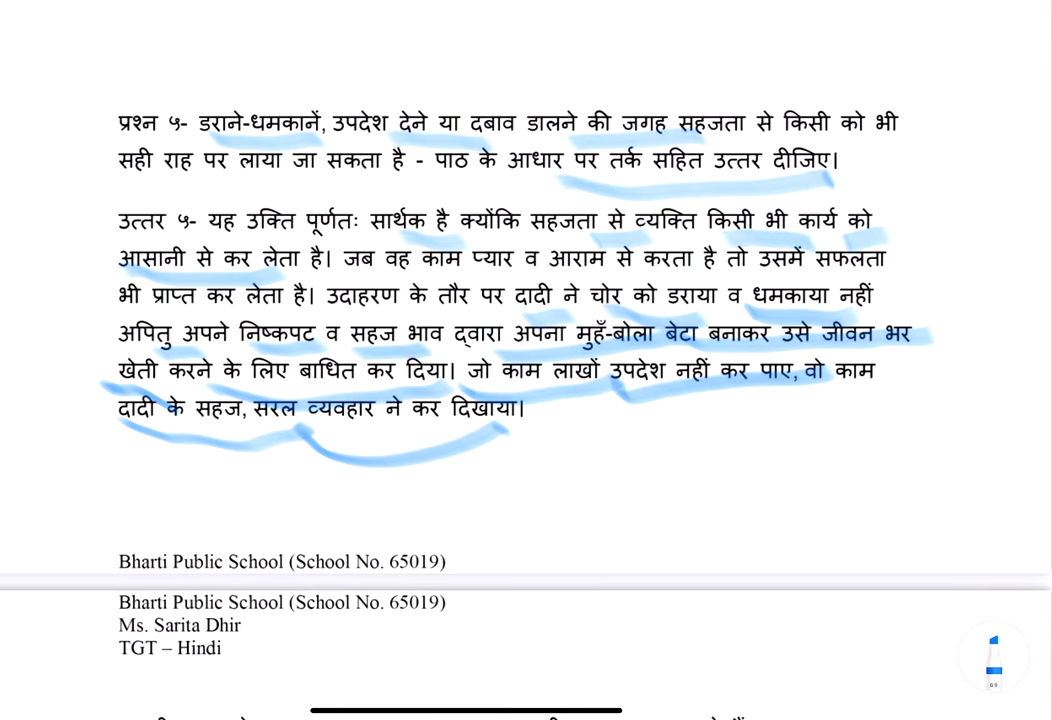 प्रश्न ५- डराने-धमकानें, उपदेश देने या दबाव डालने की जगह सहजता से किसी को भी
सही राह पर लाया जा सकता है - पाठ के आधार पर तर्क सहित उत्तर दीजिए।
उत्तर ५- यह उक्ति पूर्णतः सार्थक है क्योंकि सहजता से व्यक्ति किसी भी कार्य को
आसानी से कर लेता है। जब वह काम प्यार व आराम से करता है तो उसमें सफलता
भी प्राप्त कर लेता है। उदाहरण के तौर पर दादी ने चोर को डराया व धमकाया नहीं
अपितु अपने निष्कपट व सहज भाव द्वारा अपना मुहँ-बोला बेटा बनाकर उसे जीवन भर
खेती करने के लिए बाधित कर दिया। जो काम लाखों उपदेश नहीं कर पाए, वो काम
दादी के सहज, सरल व्यवहार ने कर दिखाया।
Bharti Public School (School No. 65019)
Bharti Public School (School No. 65019)
Ms. Sarita Dhir
TGT – Hindi